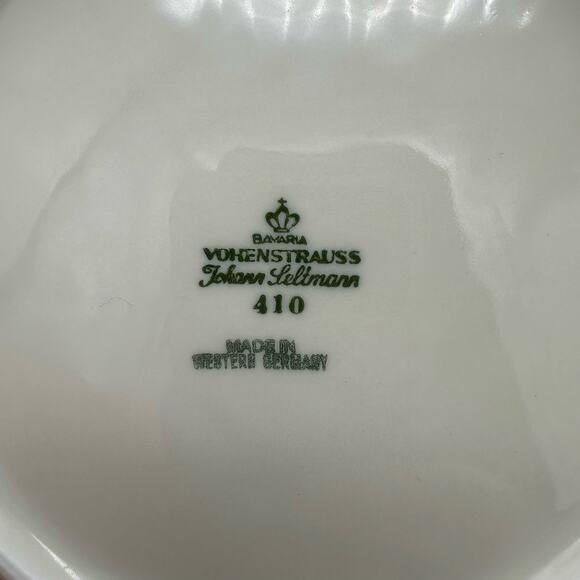 BAVARIA
VOHENSTRAUSS
Johann Seltmann
410
MADE IN
WESTERN GERMANY